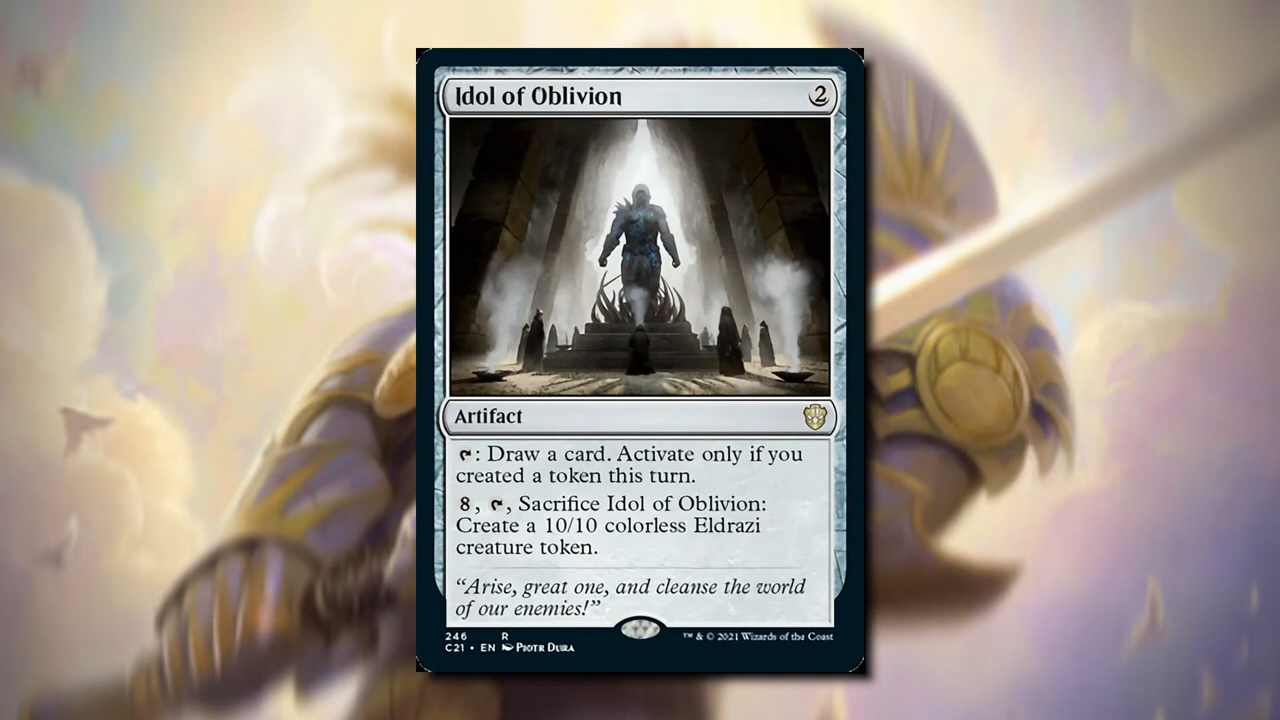 Idol of Oblivion 2
Artifact
: Draw a card. Activate only if you
created a token this turn.
8, , Sacrifice Idol of Oblivion:
Create a 10/10 colorless Eldrazi
creature token.
“Arise, great one, and cleanse the world
of our enemies!”
246 R ™ & © 2021 Wizards of the Coast
C21 • EN Piotr Dura